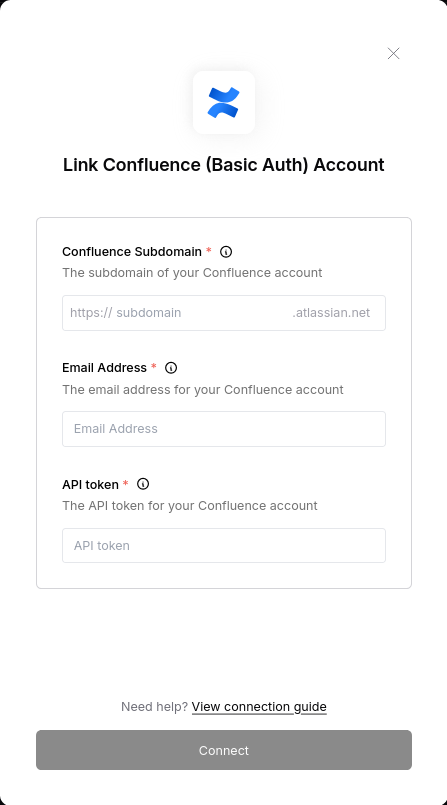 Link Confluence (Basic Auth) Account
Confluence Subdomain *
The subdomain of your Confluence account
https:// subdomain .atlassian.net
Email Address *
The email address for your Confluence account
Email Address
API token *
The API token for your Confluence account
API token
Need help? View connection guide
Connect